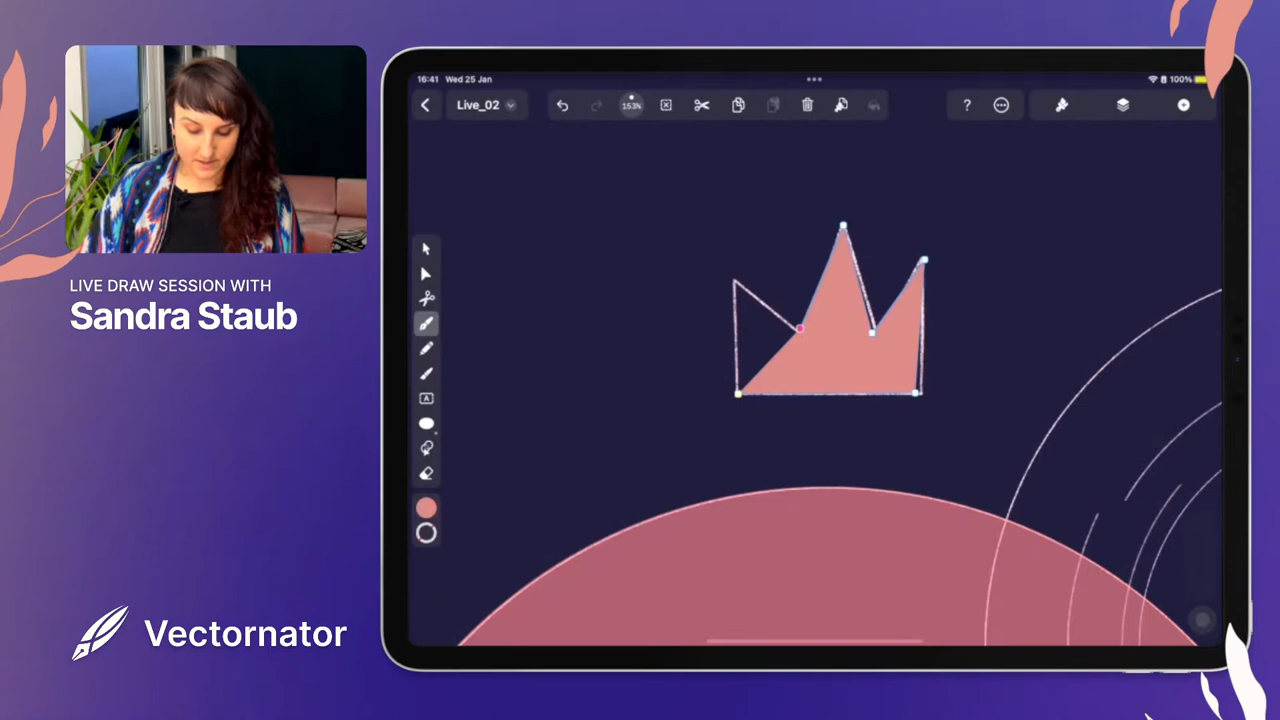 16:41 Wed 25 Jan
100%
Live_02
153%
?
A
LIVE DRAW SESSION WITH
Sandra Staub
Vectornator